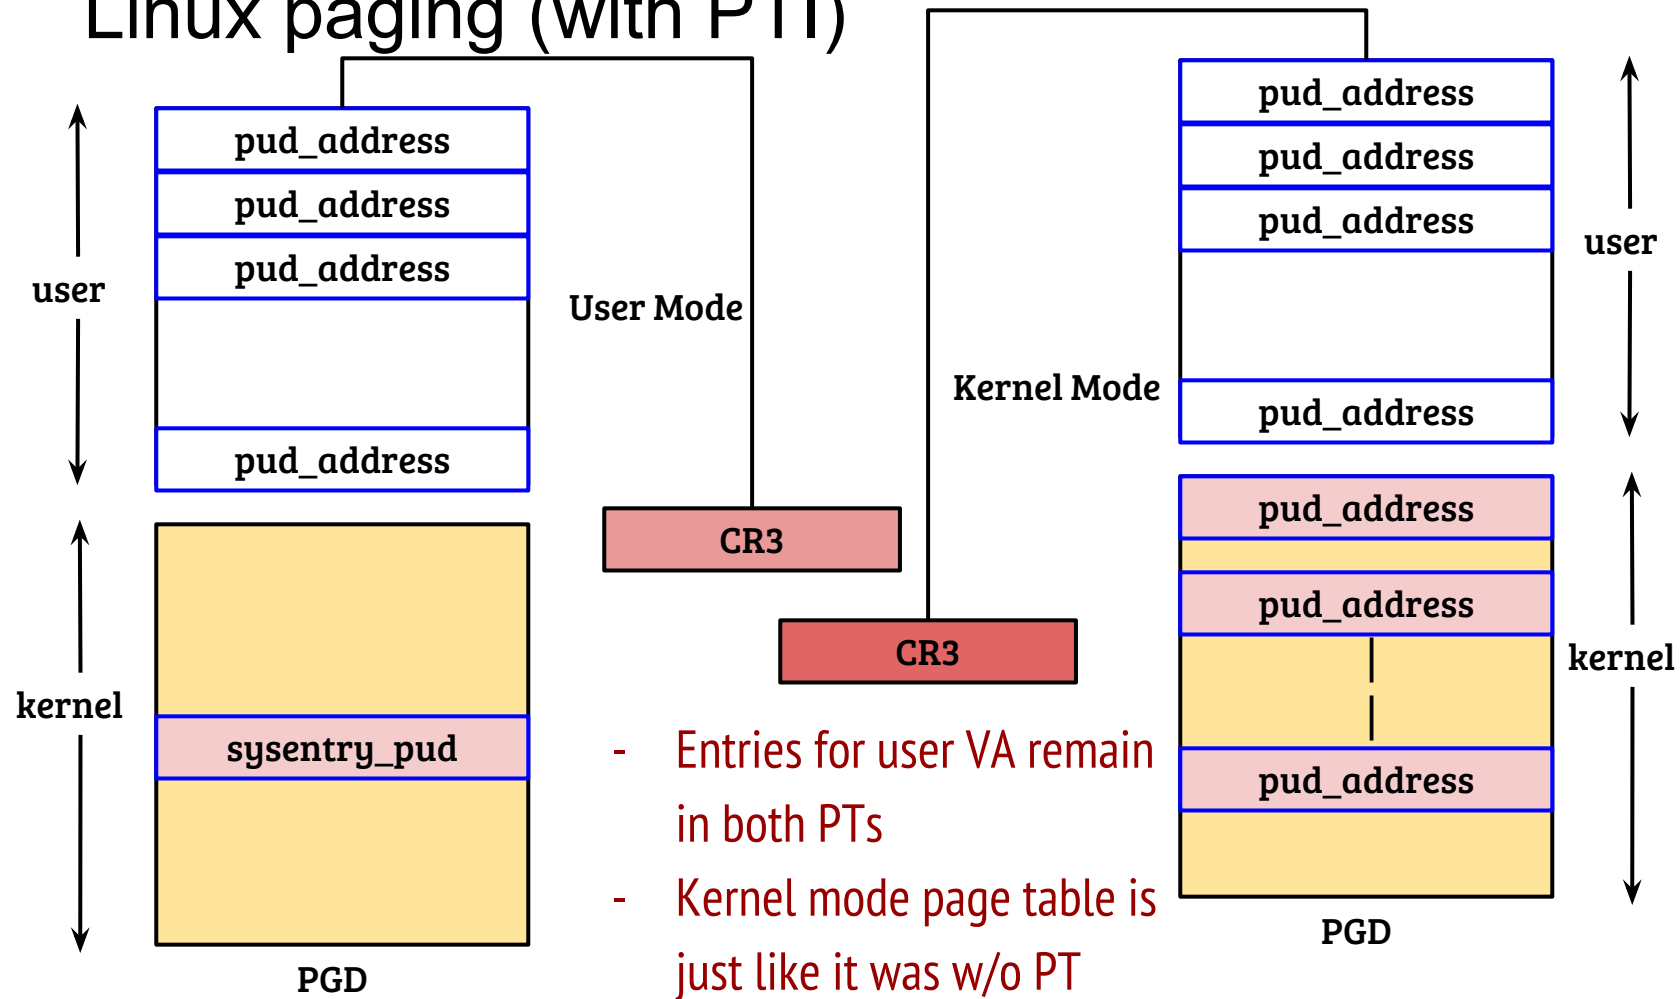 Linux paging (with PTI)
pud_address
pud_address
pud_address
pud_address
user
kernel
sysentry_pud
PGD
User Mode
CR3
Kernel Mode
CR3
pud_address
pud_address
pud_address
pud_address
user
pud_address
pud_address
pud_address
kernel
PGD
- Entries for user VA remain
in both PTs
- Kernel mode page table is
just like it was w/o PT